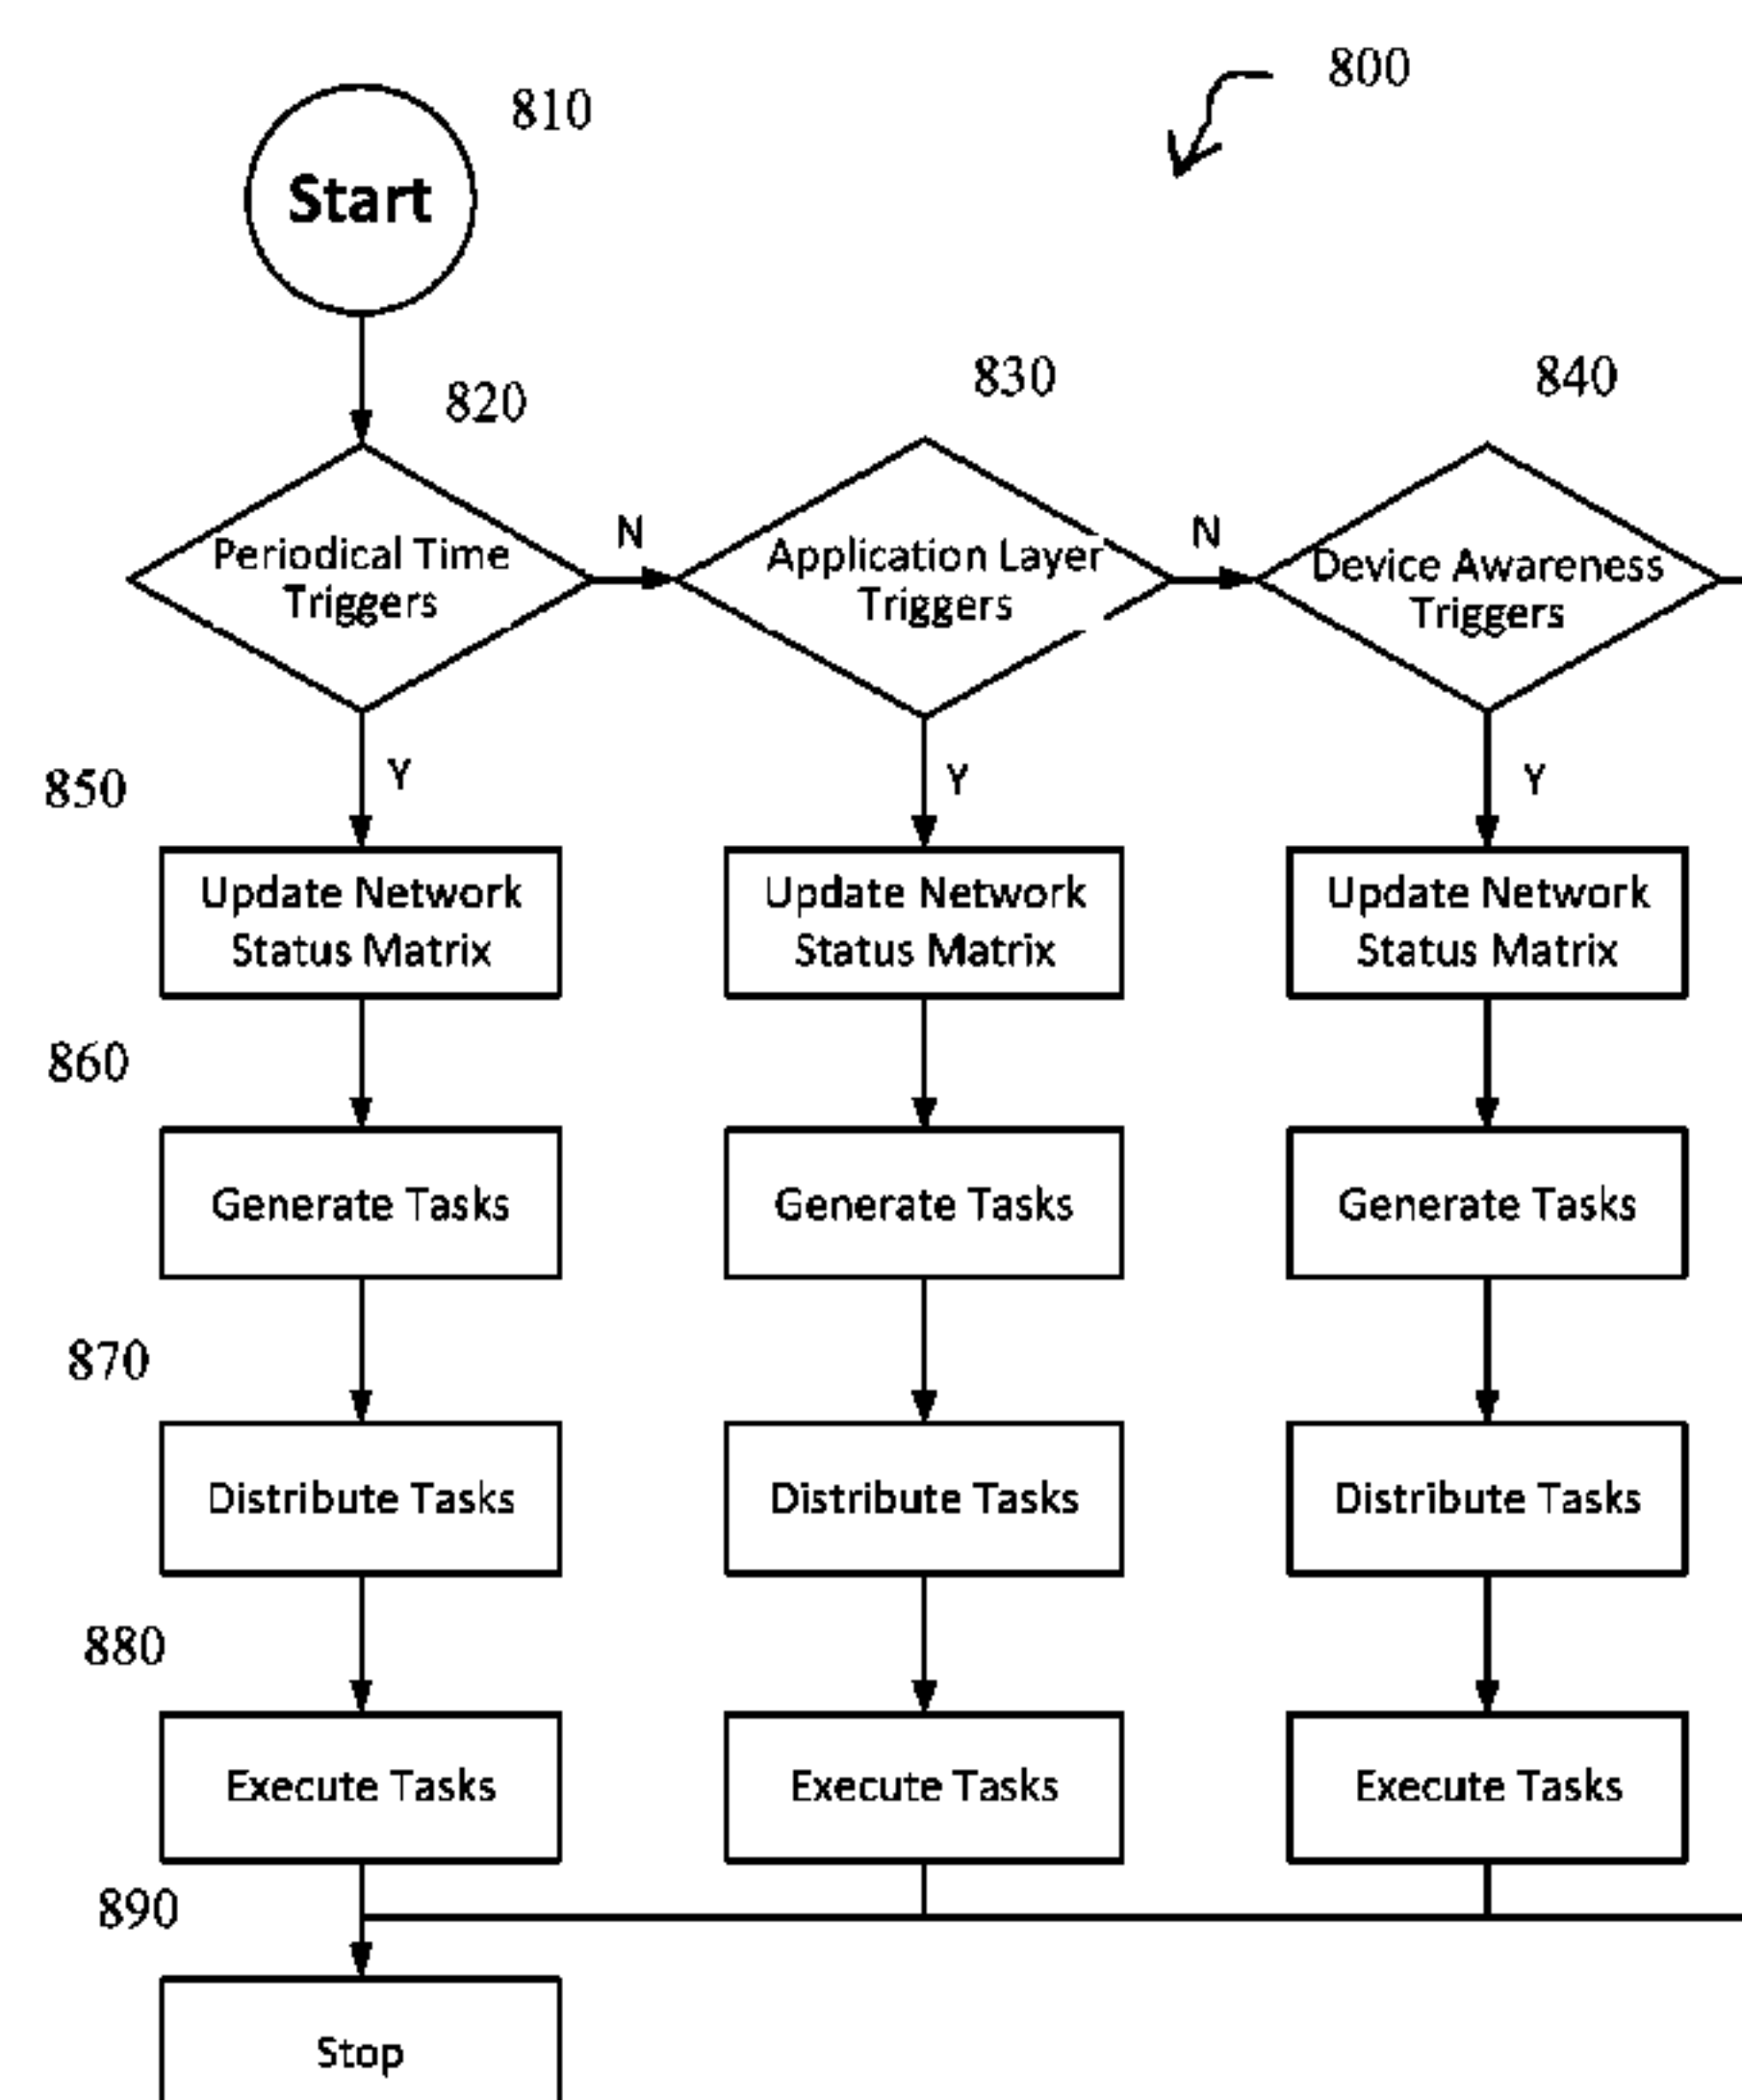 800
810
Start
820
830
840
Periodical Time
Triggers
N
Application Layer
Triggers
N
Device Awareness
Triggers
Y
Y
Y
850
Update Network
Status Matrix
Update Network
Status Matrix
Update Network
Status Matrix
860
Generate Tasks
Generate Tasks
Generate Tasks
870
Distribute Tasks
Distribute Tasks
Distribute Tasks
880
Execute Tasks
Execute Tasks
Execute Tasks
890
Stop